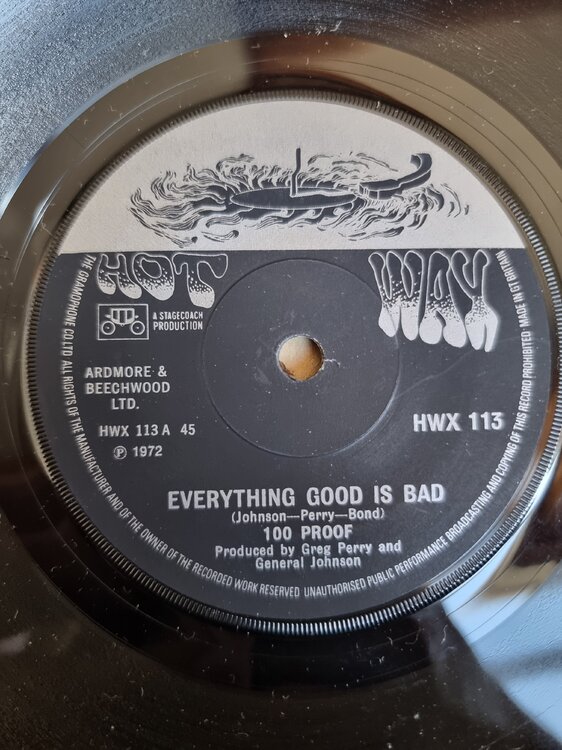 HOT WAX
A STAGECOACH
PRODUCTION
ARDMORE &
BEECHWOOD
LTD.
HWX 113 A 45
℗ 1972
HWX 113
EVERYTHING GOOD IS BAD
(Johnson—Perry—Bond)
100 PROOF
Produced by Greg Perry and
General Johnson
THE GRAMOPHONE CO. LTD. ALL RIGHTS OF THE MANUFACTURER AND OF THE OWNER OF THE RECORDED WORK RESERVED UNAUTHORISED PUBLIC PERFORMANCE BROADCASTING AND COPYING OF THIS RECORD PROHIBITED MADE IN GT BRITAIN